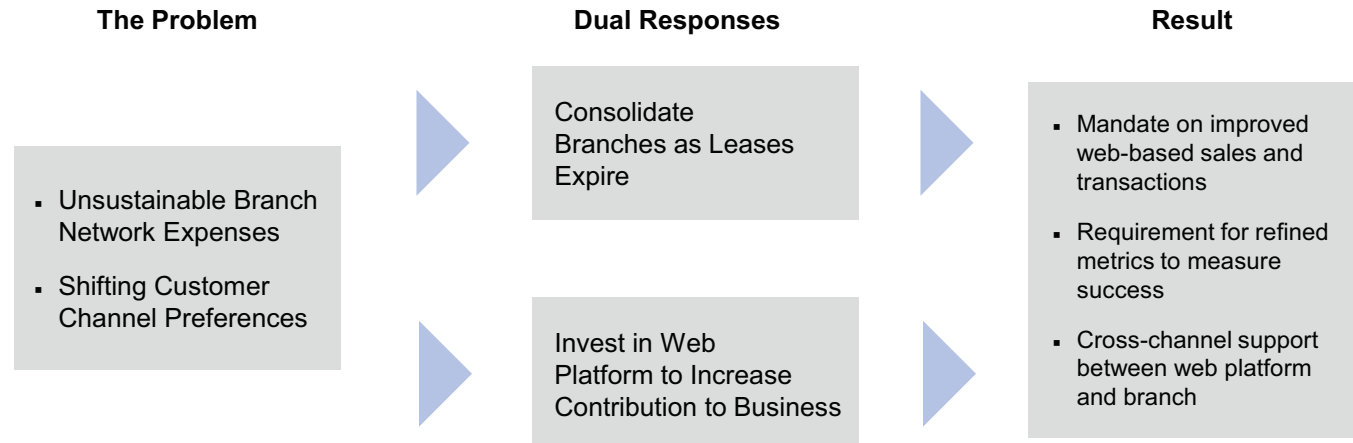 The Problem
Dual Responses
Result
▪ Unsustainable Branch
Network Expenses
▪ Shifting Customer
Channel Preferences
Consolidate
Branches as Leases
Expire
Invest in Web
Platform to Increase
Contribution to Business
▪ Mandate on improved
web-based sales and
transactions
▪ Requirement for refined
metrics to measure
success
▪ Cross-channel support
between web platform
and branch